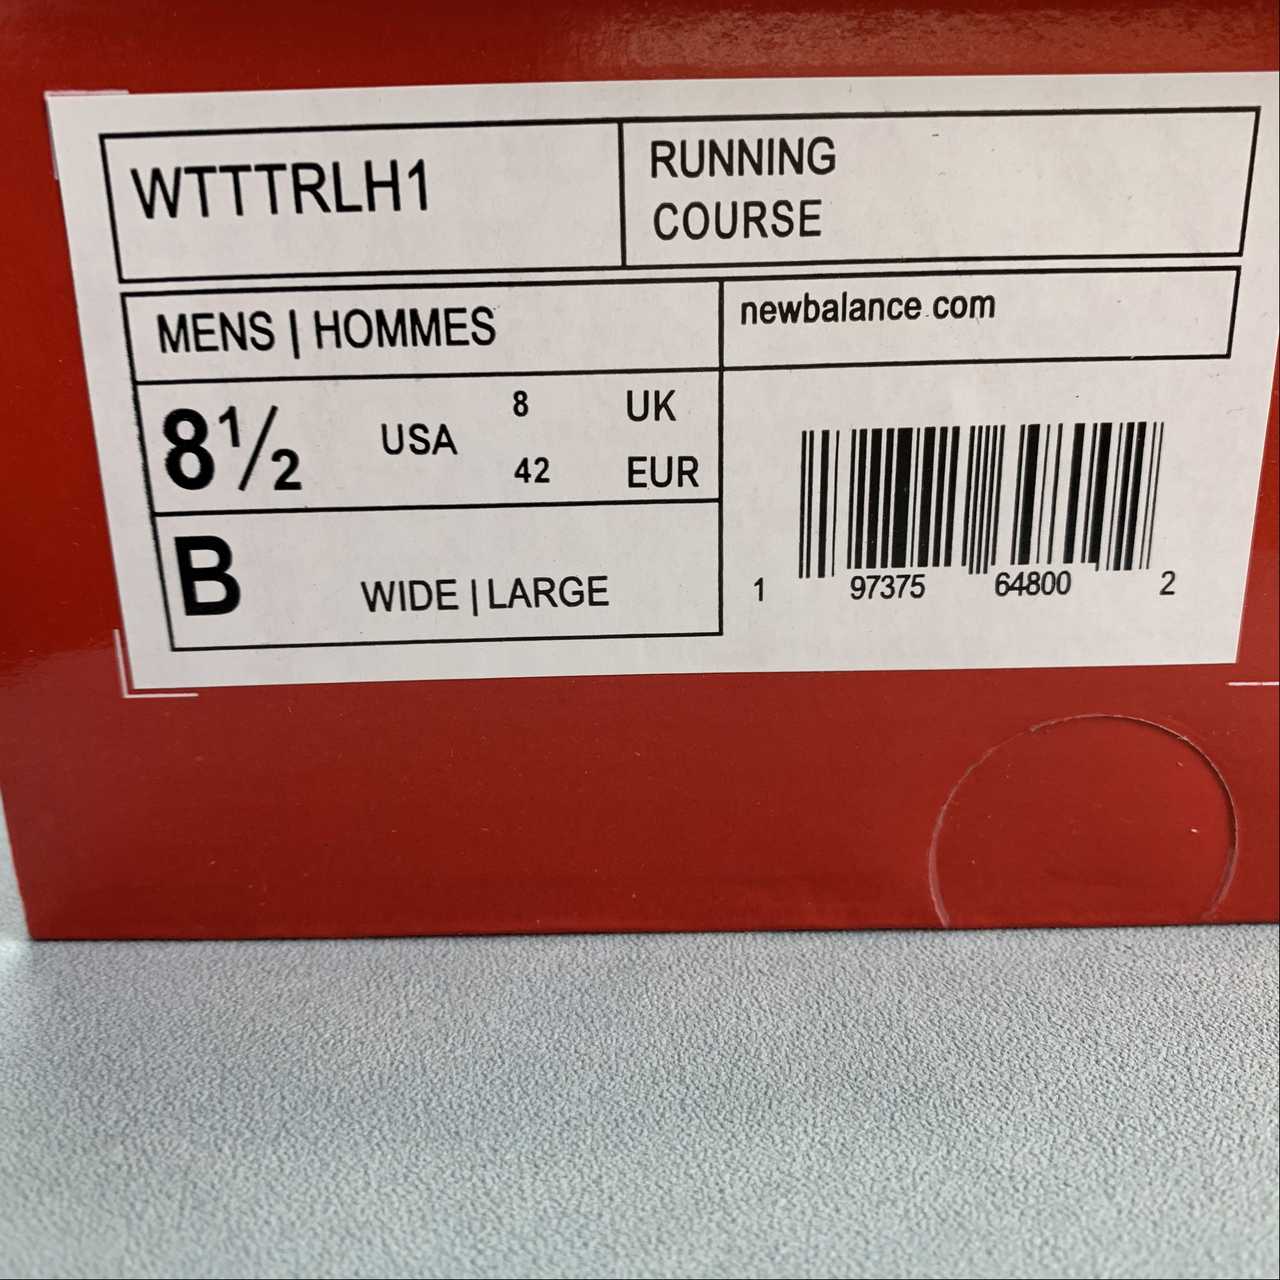 WTTTRLH1
RUNNING
COURSE
MENS | HOMMES
newbalance.com
8½ USA 8 UK
42 EUR
B WIDE | LARGE
1 97375 64800 2